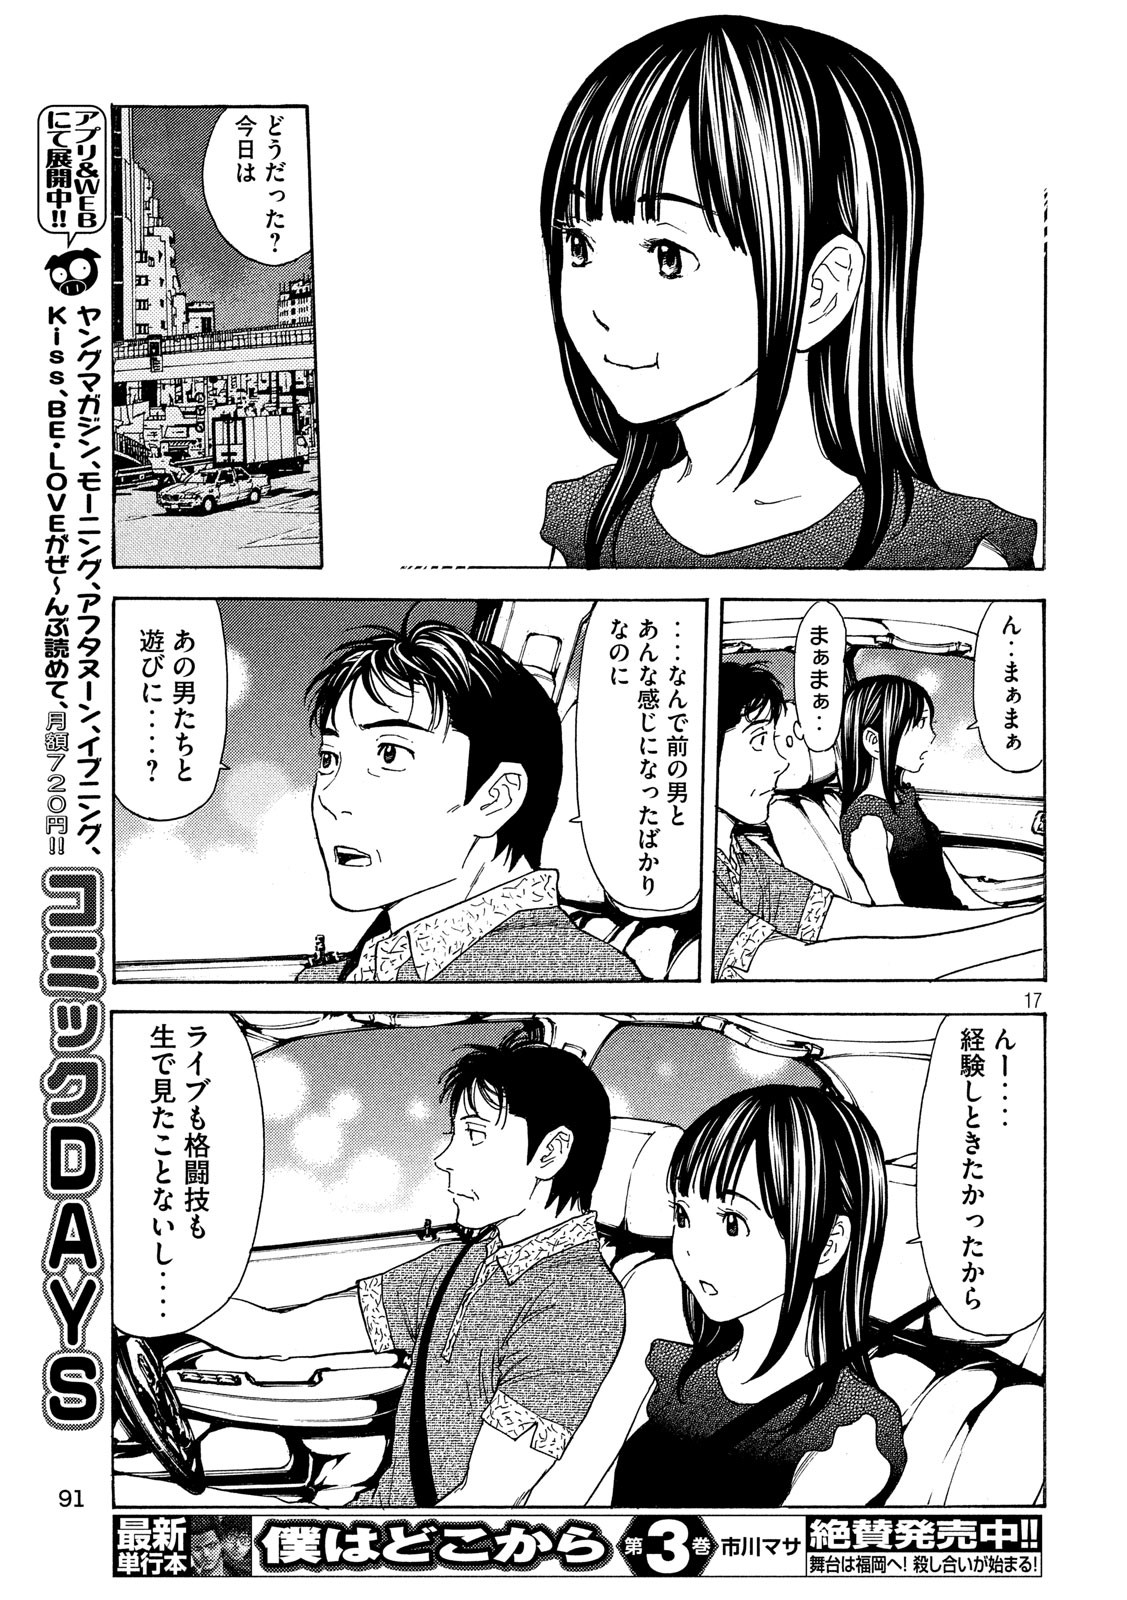 どうだった?
今日は
ん‥まぁまぁ
まぁまぁ‥
‥‥なんで前の男と
あんな感じになったばかり
なのに
あの男たちと
遊びに‥‥‥?
17
んー‥‥‥
経験しときたかったから
ライブも格闘技も
生で見たことないし‥‥‥
アプリ&WEB
にて展開中!!
ヤングマガジン、モーニング、アフタヌーン、イブニング、
Kiss、BE・LOVEがぜ〜んぶ読めて、月額720円!!
コミックDAYS
91
最新
単行本
僕はどこから
第3巻
市川マサ
絶賛発売中!!
舞台は福岡へ! 殺し合いが始まる!